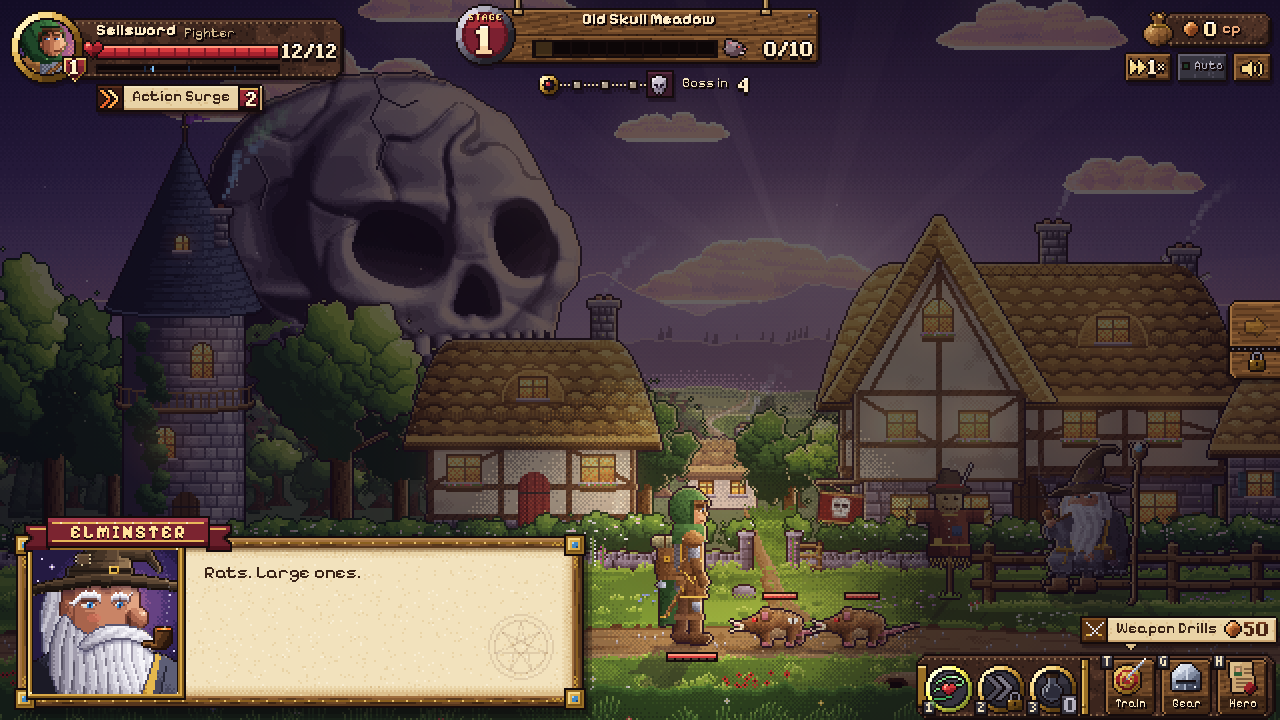 Sellsword Fighter
12/12
1
Action Surge 2
STAGE
1
Old Skull Meadow
0/10
Boss in 4
0 CP
1x
Auto
ELMINSTER
Rats. Large ones.
Weapon Drills 50
1
2
3
0
T
G
H
Train
Gear
Hero